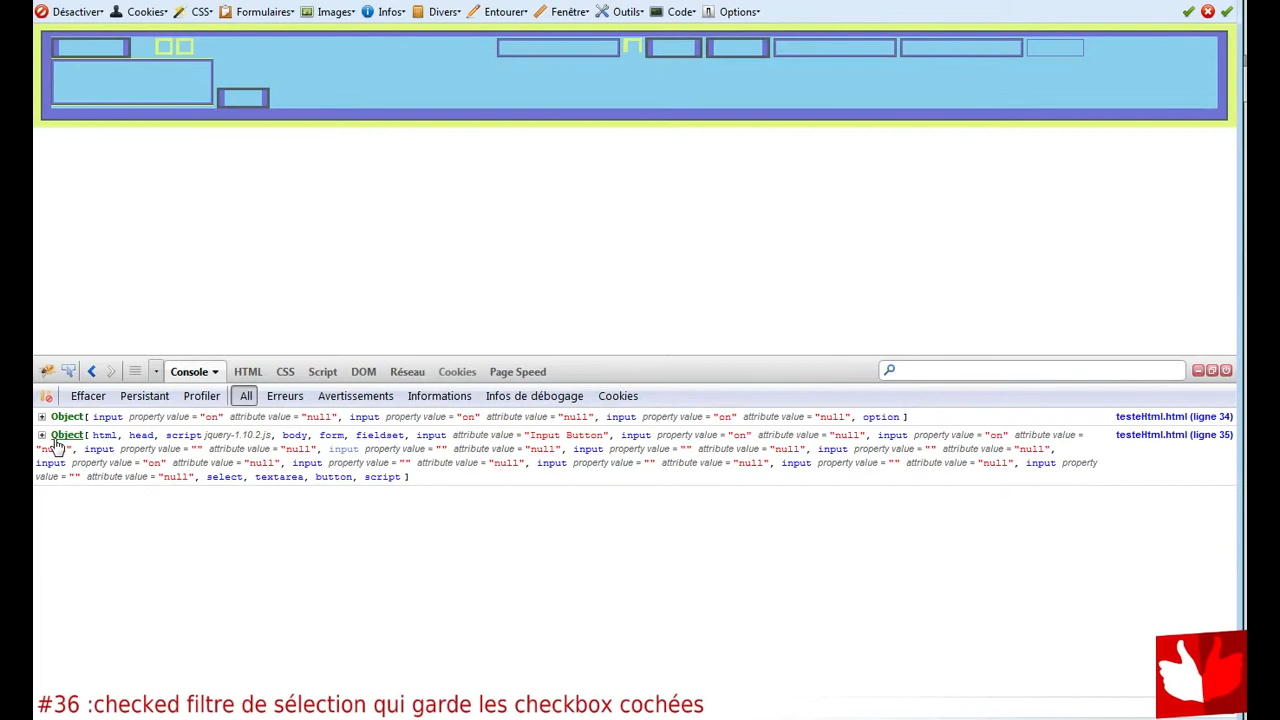 Désactiver Cookies CSS Formulaires Images Infos Divers Entourer Fenêtre Outils Code Options
Console HTML CSS Script DOM Réseau Cookies Page Speed
Effacer Persistant Profiler All Erreurs Avertissements Informations Infos de débogage Cookies
Object[ input property value = "on" attribute value = "null", input property value = "on" attribute value = "null", input property value = "on" attribute value = "null", option ] testeHtml.html (ligne 34)
Object[ html, head, script jquery-1.10.2.js, body, form, fieldset, input attribute value = "Input Button", input property value = "on" attribute value = "null", input property value = "on" attribute value = testeHtml.html (ligne 35)
input property value = "" attribute value = "null", input property value = "" attribute value = "null", input property value = "" attribute value = "null", input property value = "" attribute value = "null",
input property value = "on" attribute value = "null", input property value = "" attribute value = "null", input property value = "" attribute value = "null", input property value = "" attribute value = "null", input property
value = "" attribute value = "null", select, textarea, button, script ]
#36 :checked filtre de sélection qui garde les checkbox cochées